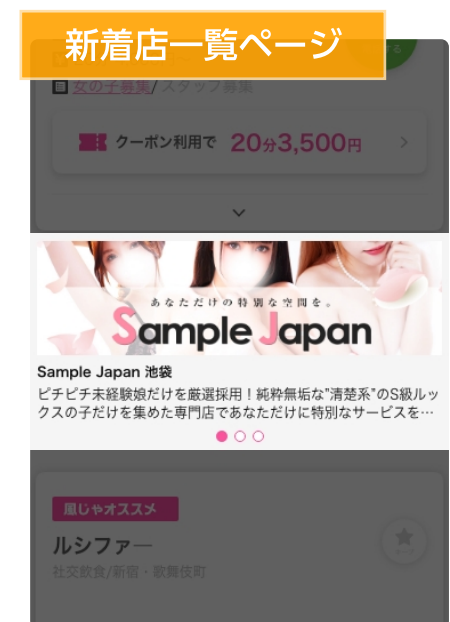 新着店一覧ページ
る
女の子募集/スタッフ募集
クーポン利用で 20分3,500円
あなただけの特別な空間を。
Sample Japan
Sample Japan 池袋
ピチピチ未経験娘だけを厳選採用！純粋無垢な"清楚系"のS級ルッ
クスの子だけを集めた専門店であなただけに特別なサービスを…
風じゃオススメ
ルシファー
社交飲食/新宿・歌舞伎町